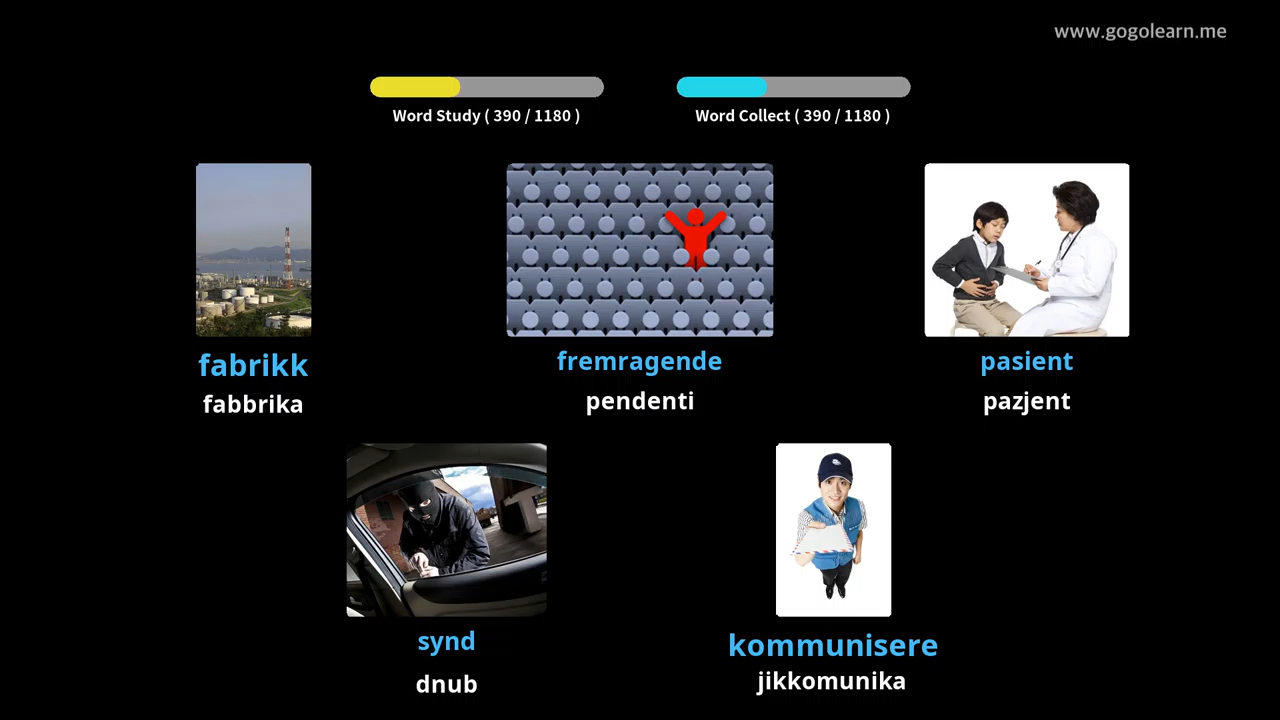 www.gogolearn.me
Word Study ( 390 / 1180 )
Word Collect ( 390 / 1180 )
fabrikk
fabbrika
fremragende
pendenti
pasient
pazjent
synd
dnub
kommunisere
jikkomunika